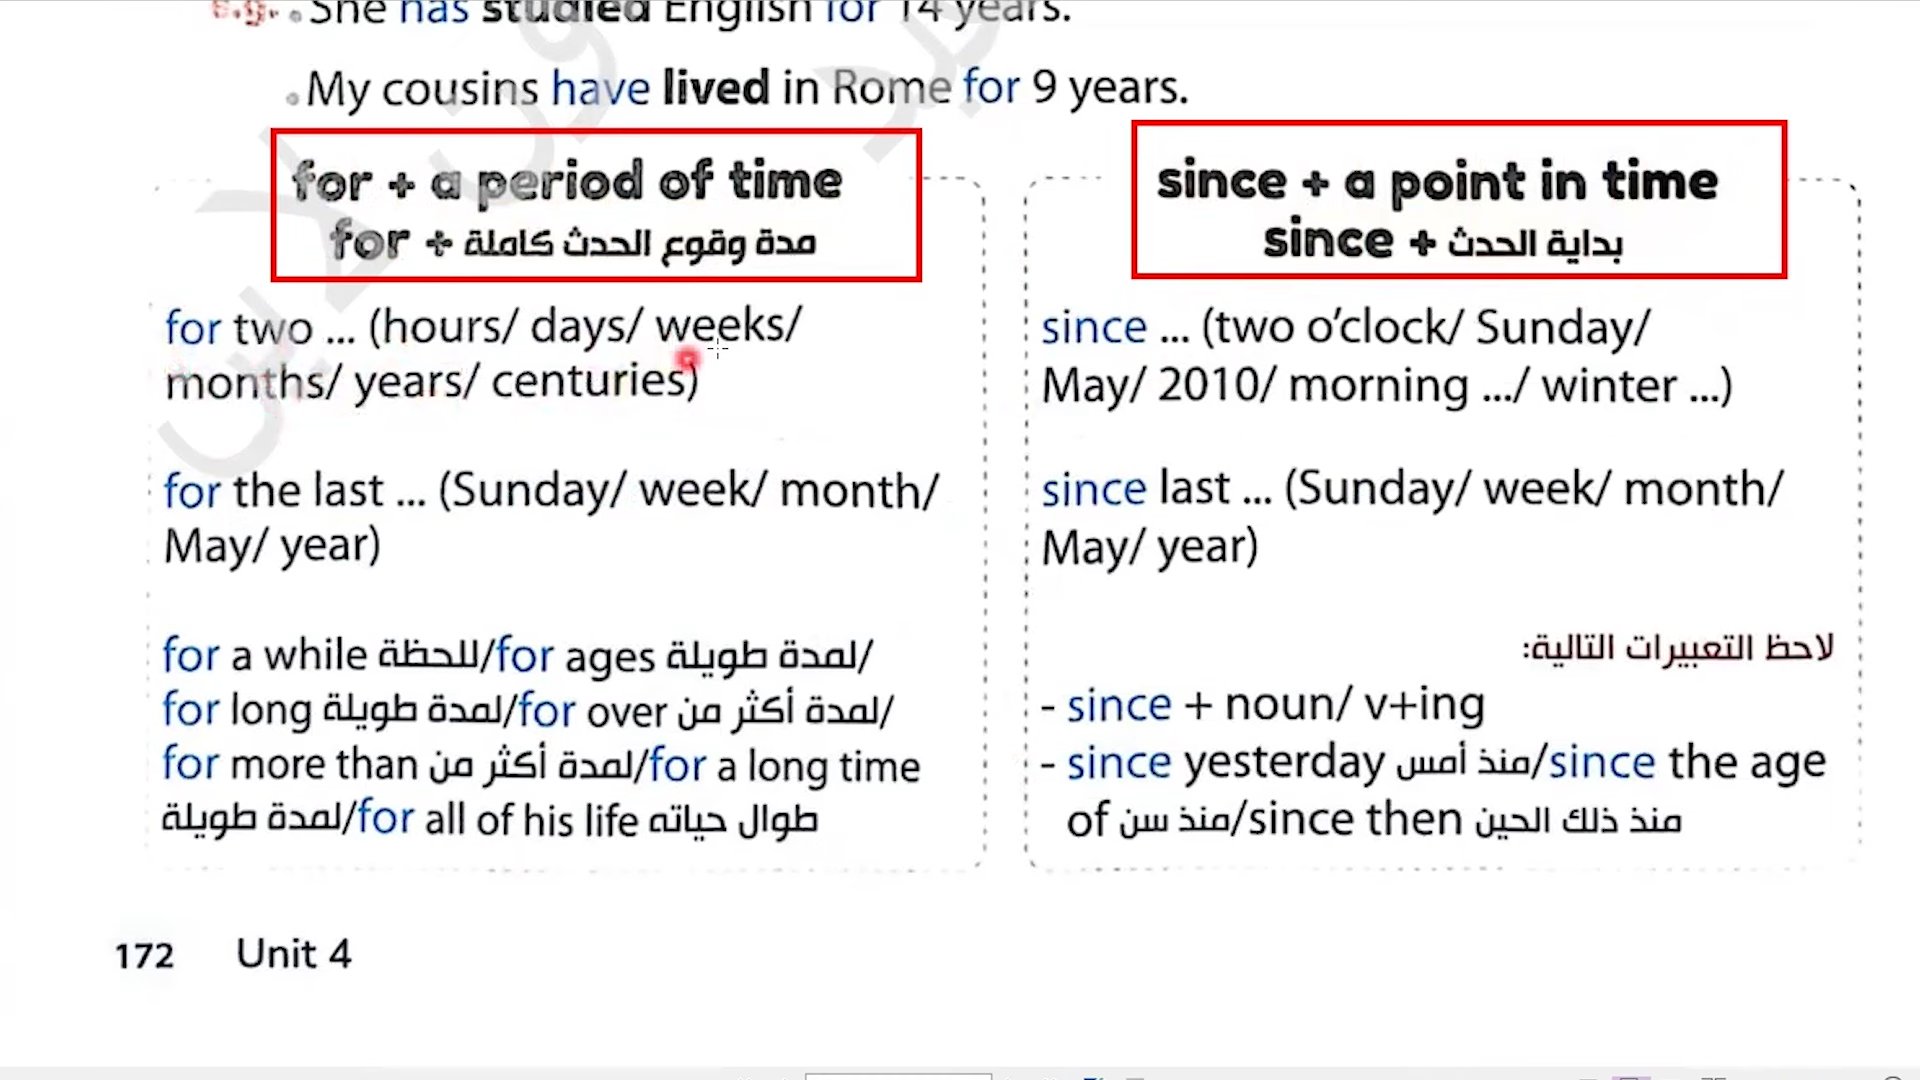 e.g. • She has studied English for 14 years.
• My cousins have lived in Rome for 9 years.
for + a period of time
for + مدة وقوع الحدث كاملة
for two ... (hours/ days/ weeks/
months/ years/ centuries)
for the last ... (Sunday/ week/ month/
May/ year)
for a while للحظة/for ages لمدة طويلة/
for long لمدة طويلة/for over لمدة أكثر من/
for more than لمدة أكثر من/for a long time
لمدة طويلة/for all of his life طوال حياته
since + a point in time
since + بداية الحدث
since ... (two o’clock/ Sunday/
May/ 2010/ morning .../ winter ...)
since last ... (Sunday/ week/ month/
May/ year)
لاحظ التعبيرات التالية:
- since + noun/ v+ing
- since yesterday منذ أمس/since the age
of منذ سن/since then منذ ذلك الحين
172 Unit 4